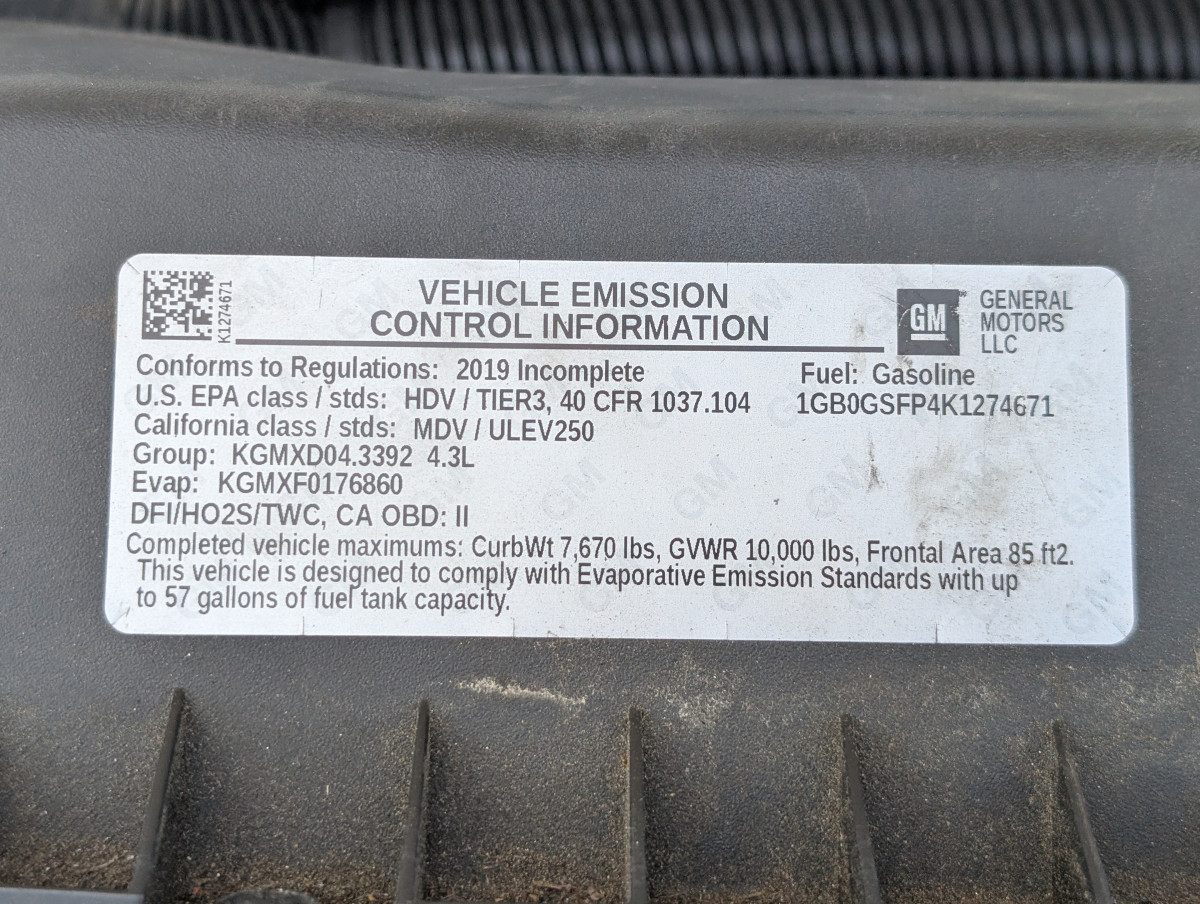 K1274671
VEHICLE EMISSION
CONTROL INFORMATION
GM
GENERAL
MOTORS
LLC
Conforms to Regulations: 2019 Incomplete
Fuel: Gasoline
U.S. EPA class / stds: HDV / TIER3, 40 CFR 1037.104
1GB0GSFP4K1274671
California class / stds: MDV / ULEV250
Group: KGMXD04.3392 4.3L
Evap: KGMXF0176860
DFI/HO2S/TWC, CA OBD: II
Completed vehicle maximums: CurbWt 7,670 lbs, GVWR 10,000 lbs, Frontal Area 85 ft2.
This vehicle is designed to comply with Evaporative Emission Standards with up
to 57 gallons of fuel tank capacity.